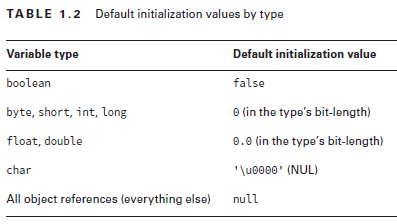 TABLE 1.2 Default initialization values by type
Variable type Default initialization value
boolean false
byte, short, int, long 0 (in the type’s bit-length)
float, double 0.0 (in the type’s bit-length)
char '\u0000' (NUL)
All object references (everything else) null